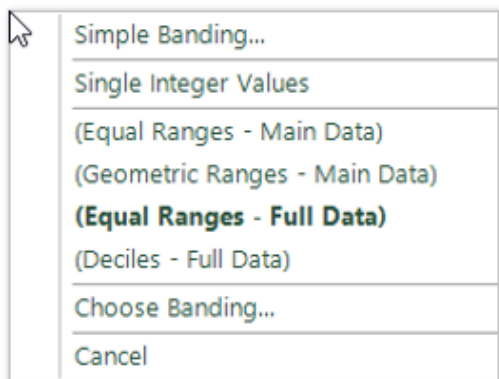 Simple Banding...
Single Integer Values
(Equal Ranges - Main Data)
(Geometric Ranges - Main Data)
(Equal Ranges - Full Data)
(Deciles - Full Data)
Choose Banding...
Cancel